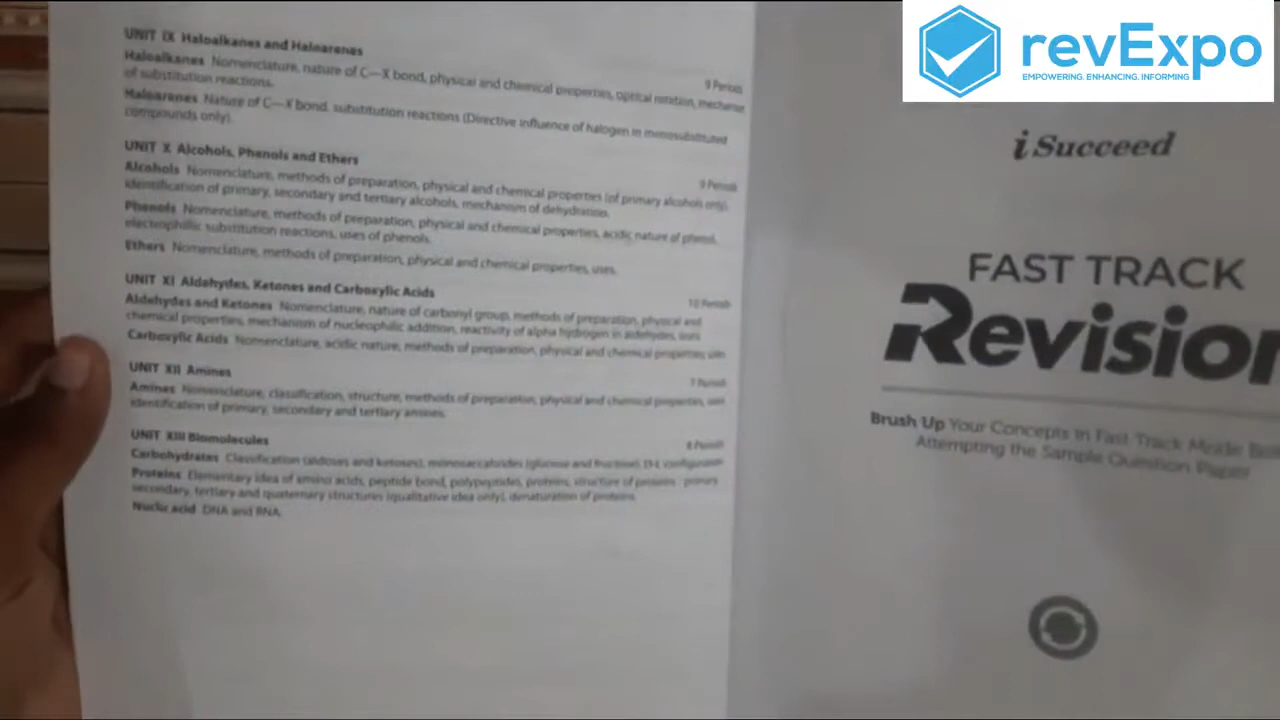 UNIT IX Haloalkanes and Haloarenes
9 Periods
Haloalkanes Nomenclature, nature of C—X bond, physical and chemical properties, optical rotation, mechanism
of substitution reactions.
Haloarenes Nature of C—X bond, substitution reactions (Directive influence of halogen in monosubstituted
compounds only).
UNIT X Alcohols, Phenols and Ethers
9 Periods
Alcohols Nomenclature, methods of preparation, physical and chemical properties (of primary alcohols only),
identification of primary, secondary and tertiary alcohols, mechanism of dehydration.
Phenols Nomenclature, methods of preparation, physical and chemical properties, acidic nature of phenol,
electrophillic substitution reactions, uses of phenols.
Ethers Nomenclature, methods of preparation, physical and chemical properties, uses.
UNIT XI Aldehydes, Ketones and Carboxylic Acids
10 Periods
Aldehydes and Ketones Nomenclature, nature of carbonyl group, methods of preparation, physical and
chemical properties, mechanism of nucleophilic addition, reactivity of alpha hydrogen in aldehydes, uses.
Carboxylic Acids Nomenclature, acidic nature, methods of preparation, physical and chemical properties, uses
UNIT XII Amines
7 Periods
Amines Nomenclature, classification, structure, methods of preparation, physical and chemical properties, uses
identification of primary, secondary and tertiary amines.
UNIT XIII Biomolecules
8 Periods
Carbohydrates Classification (aldoses and ketoses), monosaccahrides (glucose and fructose), D-L configuration
Proteins Elementary idea of amino acids, peptide bond, polypeptides, proteins, structure of proteins - primary
secondary, tertiary and quaternary structures (qualitative idea only), denaturation of proteins.
Nuclic acid DNA and RNA.
revExpo
EMPOWERING. ENHANCING. INFORMING
iSucceed
FAST TRACK
Revision
Brush Up Your Concepts in Fast Track Mode
Attempting the Sample Question Paper